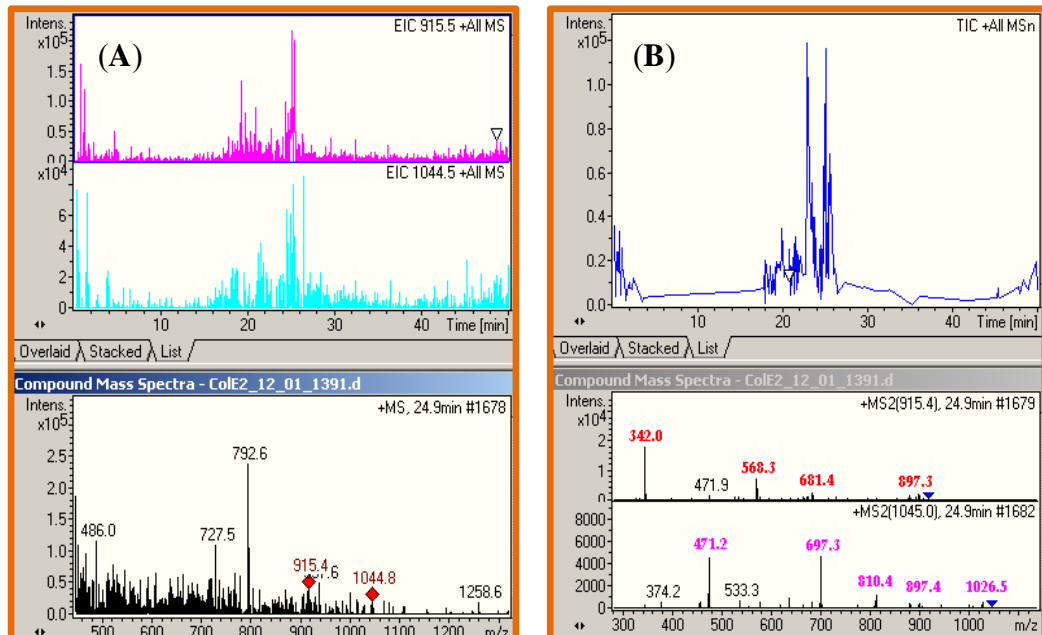 Intens.
x10⁵
(A)
EIC 915.5 +All MS
1.5
1.0
0.5
0.0
EIC 1044.5 +All MS
x10⁴
6
4
2
0
10 20 30 40 Time [min]
Overlaid Stacked List
Compound Mass Spectra - ColE2_12_01_1391.d
Intens.
x10⁵
+MS, 24.9min #1678
2.5
2.0
1.5
1.0
0.5
0.0
486.0
727.5
792.6
915.4
1044.8
1258.6
500 600 700 800 900 1000 1100 1200 m/z
Intens.
x10⁵
(B)
TIC +All MSn
1.0
0.8
0.6
0.4
0.2
0.0
10 20 30 40 Time [min]
Overlaid Stacked List
Compound Mass Spectra - ColE2_12_01_1391.d
Intens.
x10⁴
+MS2(915.4), 24.9min #1679
2
1
0
342.0
471.9
568.3
681.4
897.3
+MS2(1045.0), 24.9min #1682
8000
6000
4000
2000
0
374.2
471.2
533.3
697.3
810.4
897.4
1026.5
300 400 500 600 700 800 900 1000 m/z